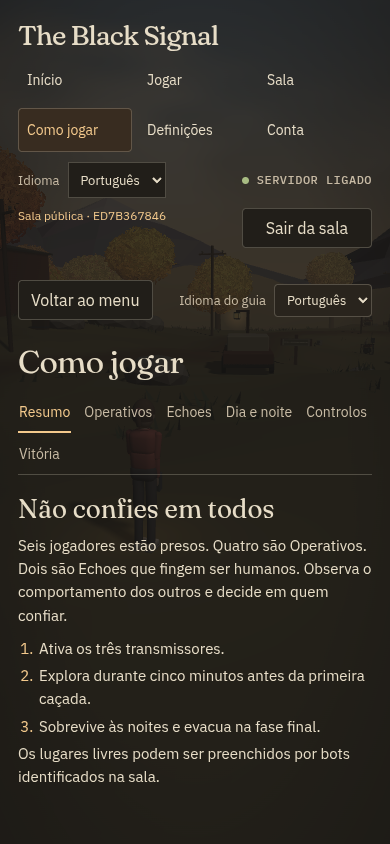 The Black Signal
Início Jogar Sala
Como jogar Definições Conta
Idioma Português SERVIDOR LIGADO
Sala pública · ED7B367846
Sair da sala
Voltar ao menu Idioma do guia Português
Como jogar
Resumo Operativos Echoes Dia e noite Controlos
Vitória
Não confies em todos
Seis jogadores estão presos. Quatro são Operativos.
Dois são Echoes que fingem ser humanos. Observa o
comportamento dos outros e decide em quem
confiar.
1. Ativa os três transmissores.
2. Explora durante cinco minutos antes da primeira
caçada.
3. Sobrevive às noites e evacua na fase final.
Os lugares livres podem ser preenchidos por bots
identificados na sala.